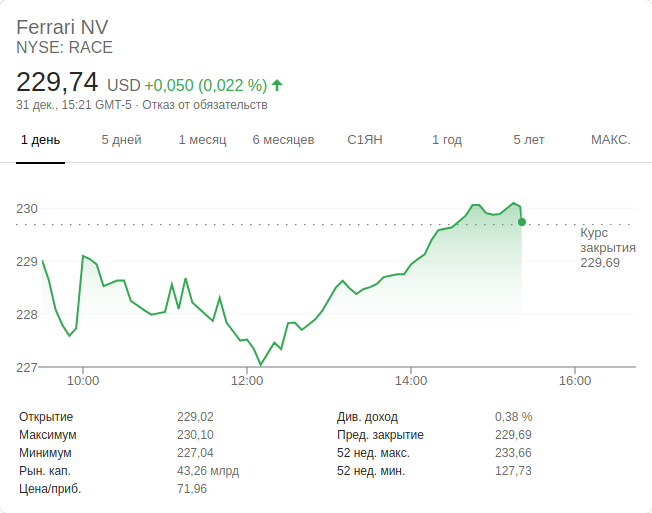 Ferrari NV
NYSE: RACE
229,74 USD +0,050 (0,022 %)
31 дек., 15:21 GMT-5 · Отказ от обязательств
1 день 5 дней 1 месяц 6 месяцев С1ЯН 1 год 5 лет МАКС.
230
229
228
227
Курс
закрытия
229,69
10:00 12:00 14:00 16:00
Открытие 229,02 Див. доход 0,38 %
Максимум 230,10 Пред. закрытие 229,69
Минимум 227,04 52 нед. макс. 233,66
Рын. кап. 43,26 млрд 52 нед. мин. 127,73
Цена/приб. 71,96